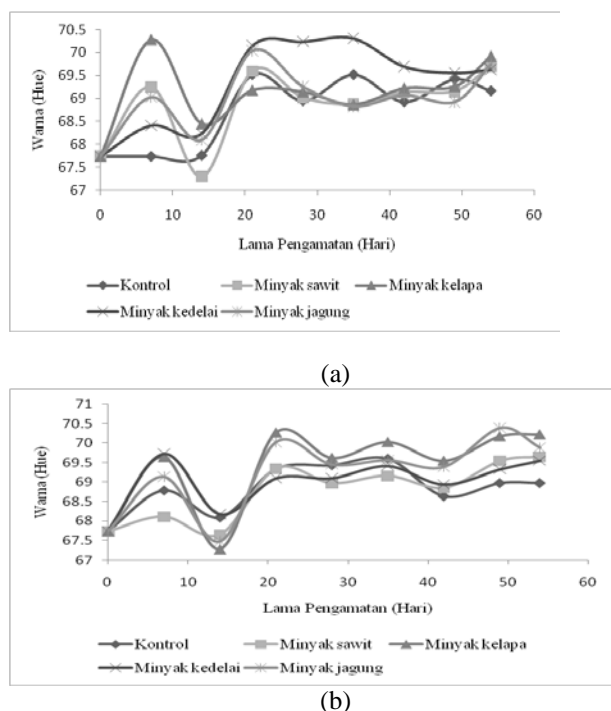 70.5
70
69.5
69
68.5
68
67.5
67
Warna (Hue)
0 10 20 30 40 50 60
Lama Pengamatan (Hari)
Kontrol Minyak sawit Minyak kelapa
Minyak kedelai Minyak jagung
(a)
71
70.5
70
69.5
69
68.5
68
67.5
67
Warna (Hue)
0 10 20 30 40 50 60
Lama Pengamatan (Hari)
Kontrol Minyak sawit Minyak kelapa
Minyak kedelai Minyak jagung
(b)